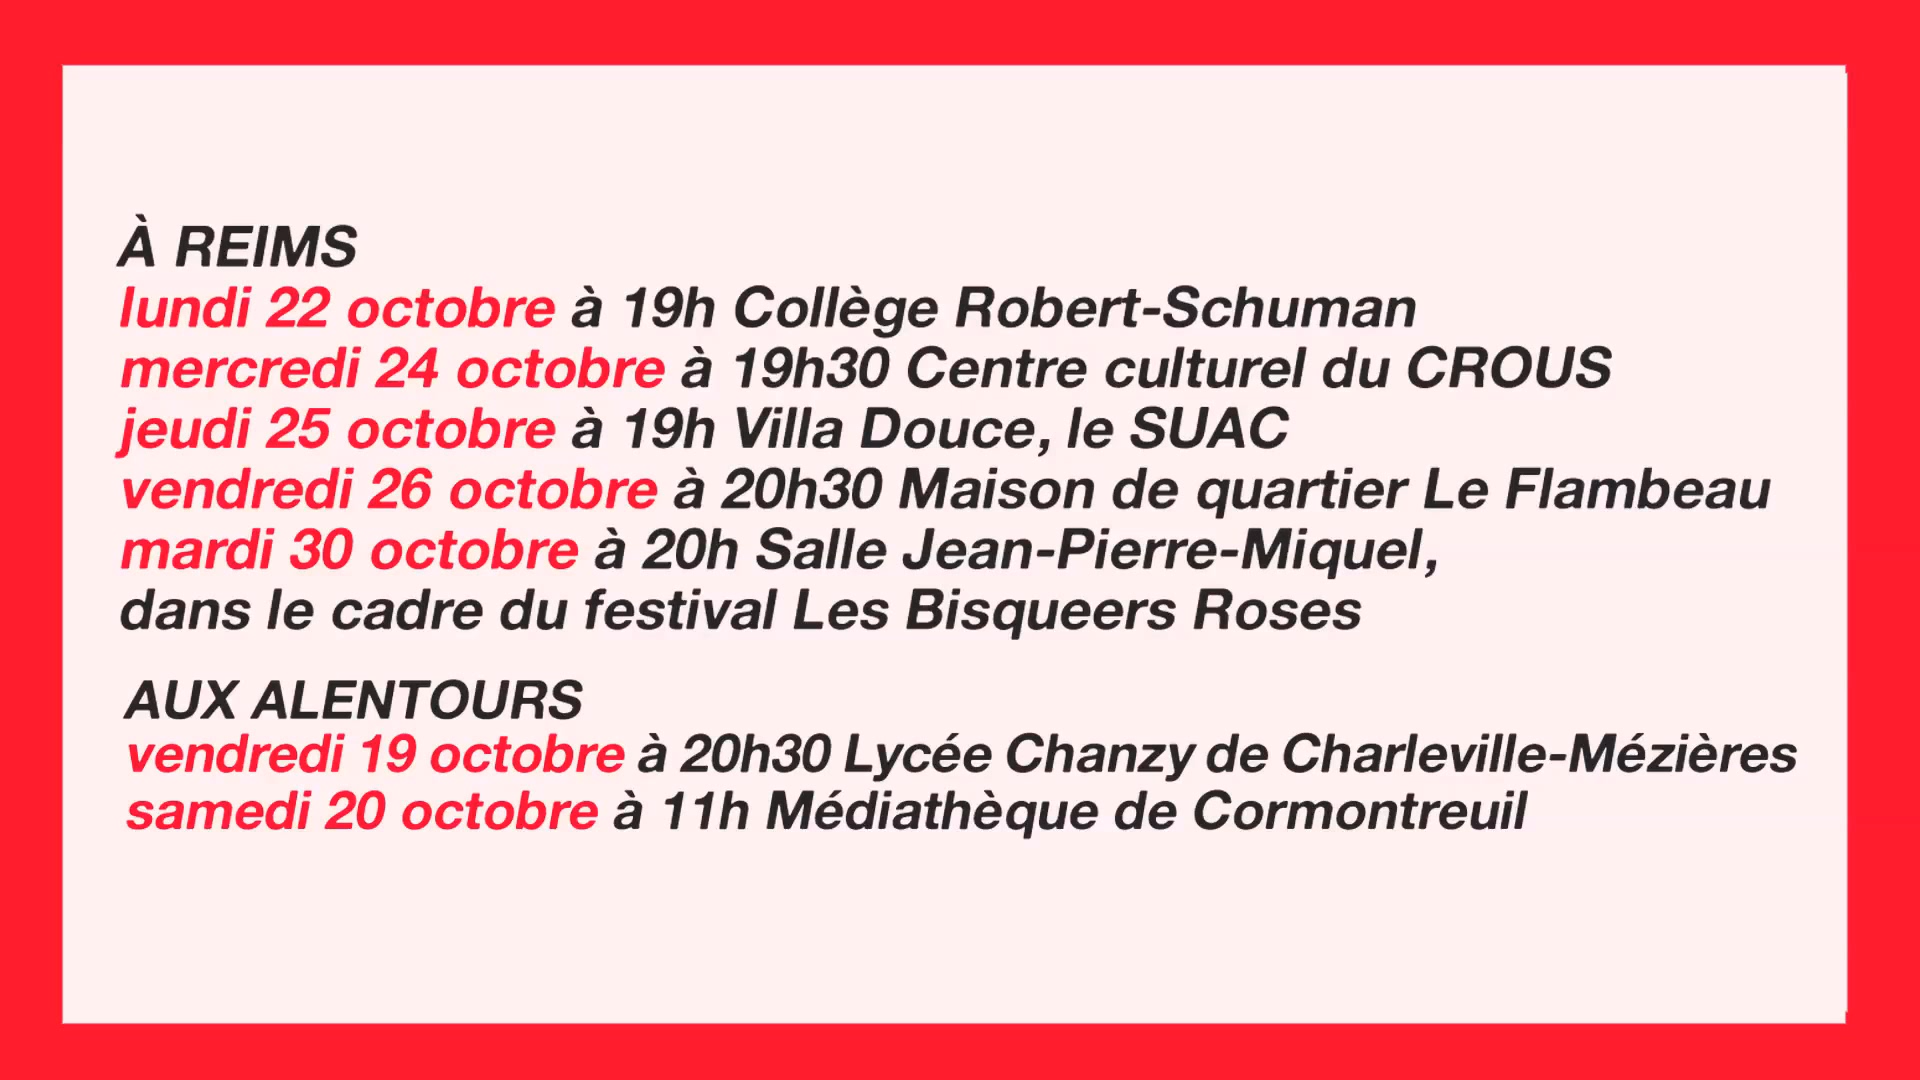 À REIMS
lundi 22 octobre à 19h Collège Robert-Schuman
mercredi 24 octobre à 19h30 Centre culturel du CROUS
jeudi 25 octobre à 19h Villa Douce, le SUAC
vendredi 26 octobre à 20h30 Maison de quartier Le Flambeau
mardi 30 octobre à 20h Salle Jean-Pierre-Miquel,
dans le cadre du festival Les Bisqueers Roses
AUX ALENTOURS
vendredi 19 octobre à 20h30 Lycée Chanzy de Charleville-Mézières
samedi 20 octobre à 11h Médiathèque de Cormontreuil